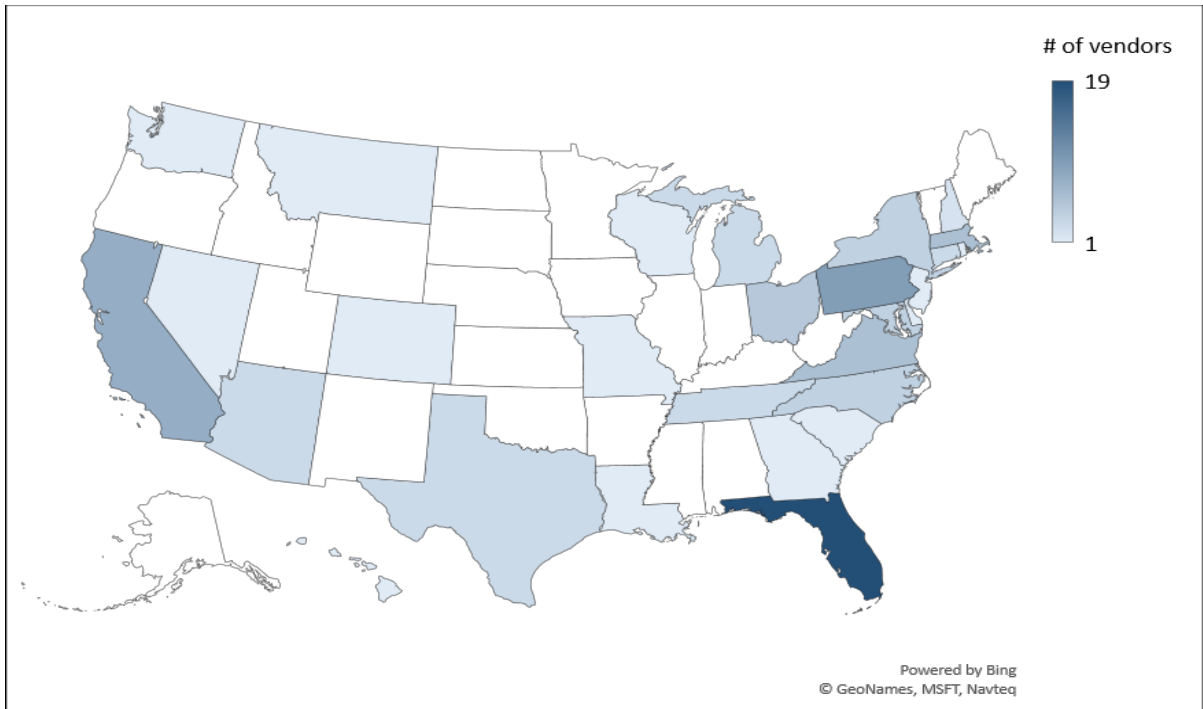 # of vendors
19
1
Powered by Bing
© GeoNames, MSFT, Navteq